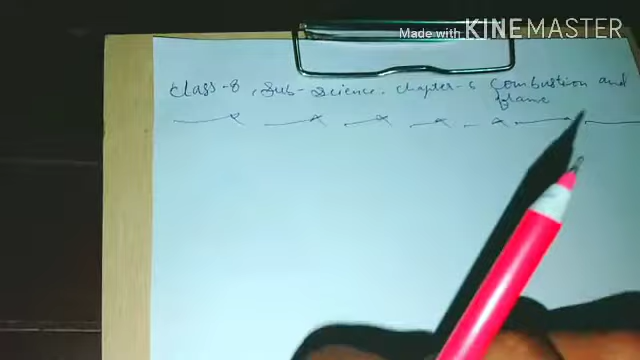 Made with KINEMASTER
Class-8, Sub-Science. Chapter-6 Combustion and
flame